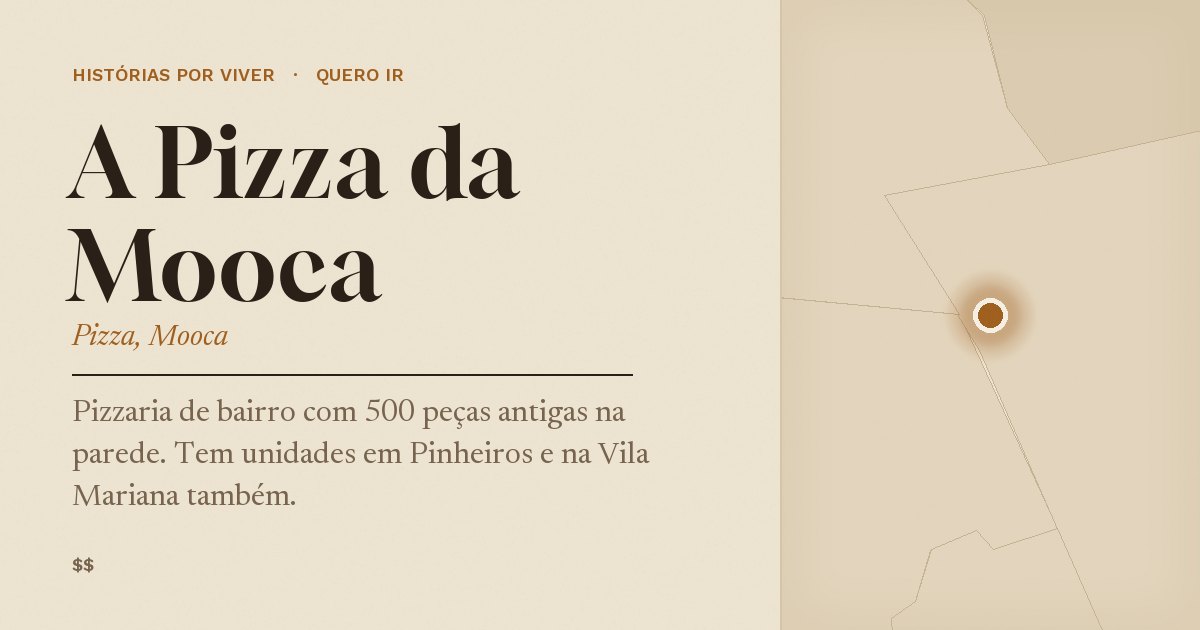 HISTÓRIAS POR VIVER · QUERO IR
A Pizza da
Mooca
Pizza, Mooca
Pizzaria de bairro com 500 peças antigas na
parede. Tem unidades em Pinheiros e na Vila
Mariana também.
$$